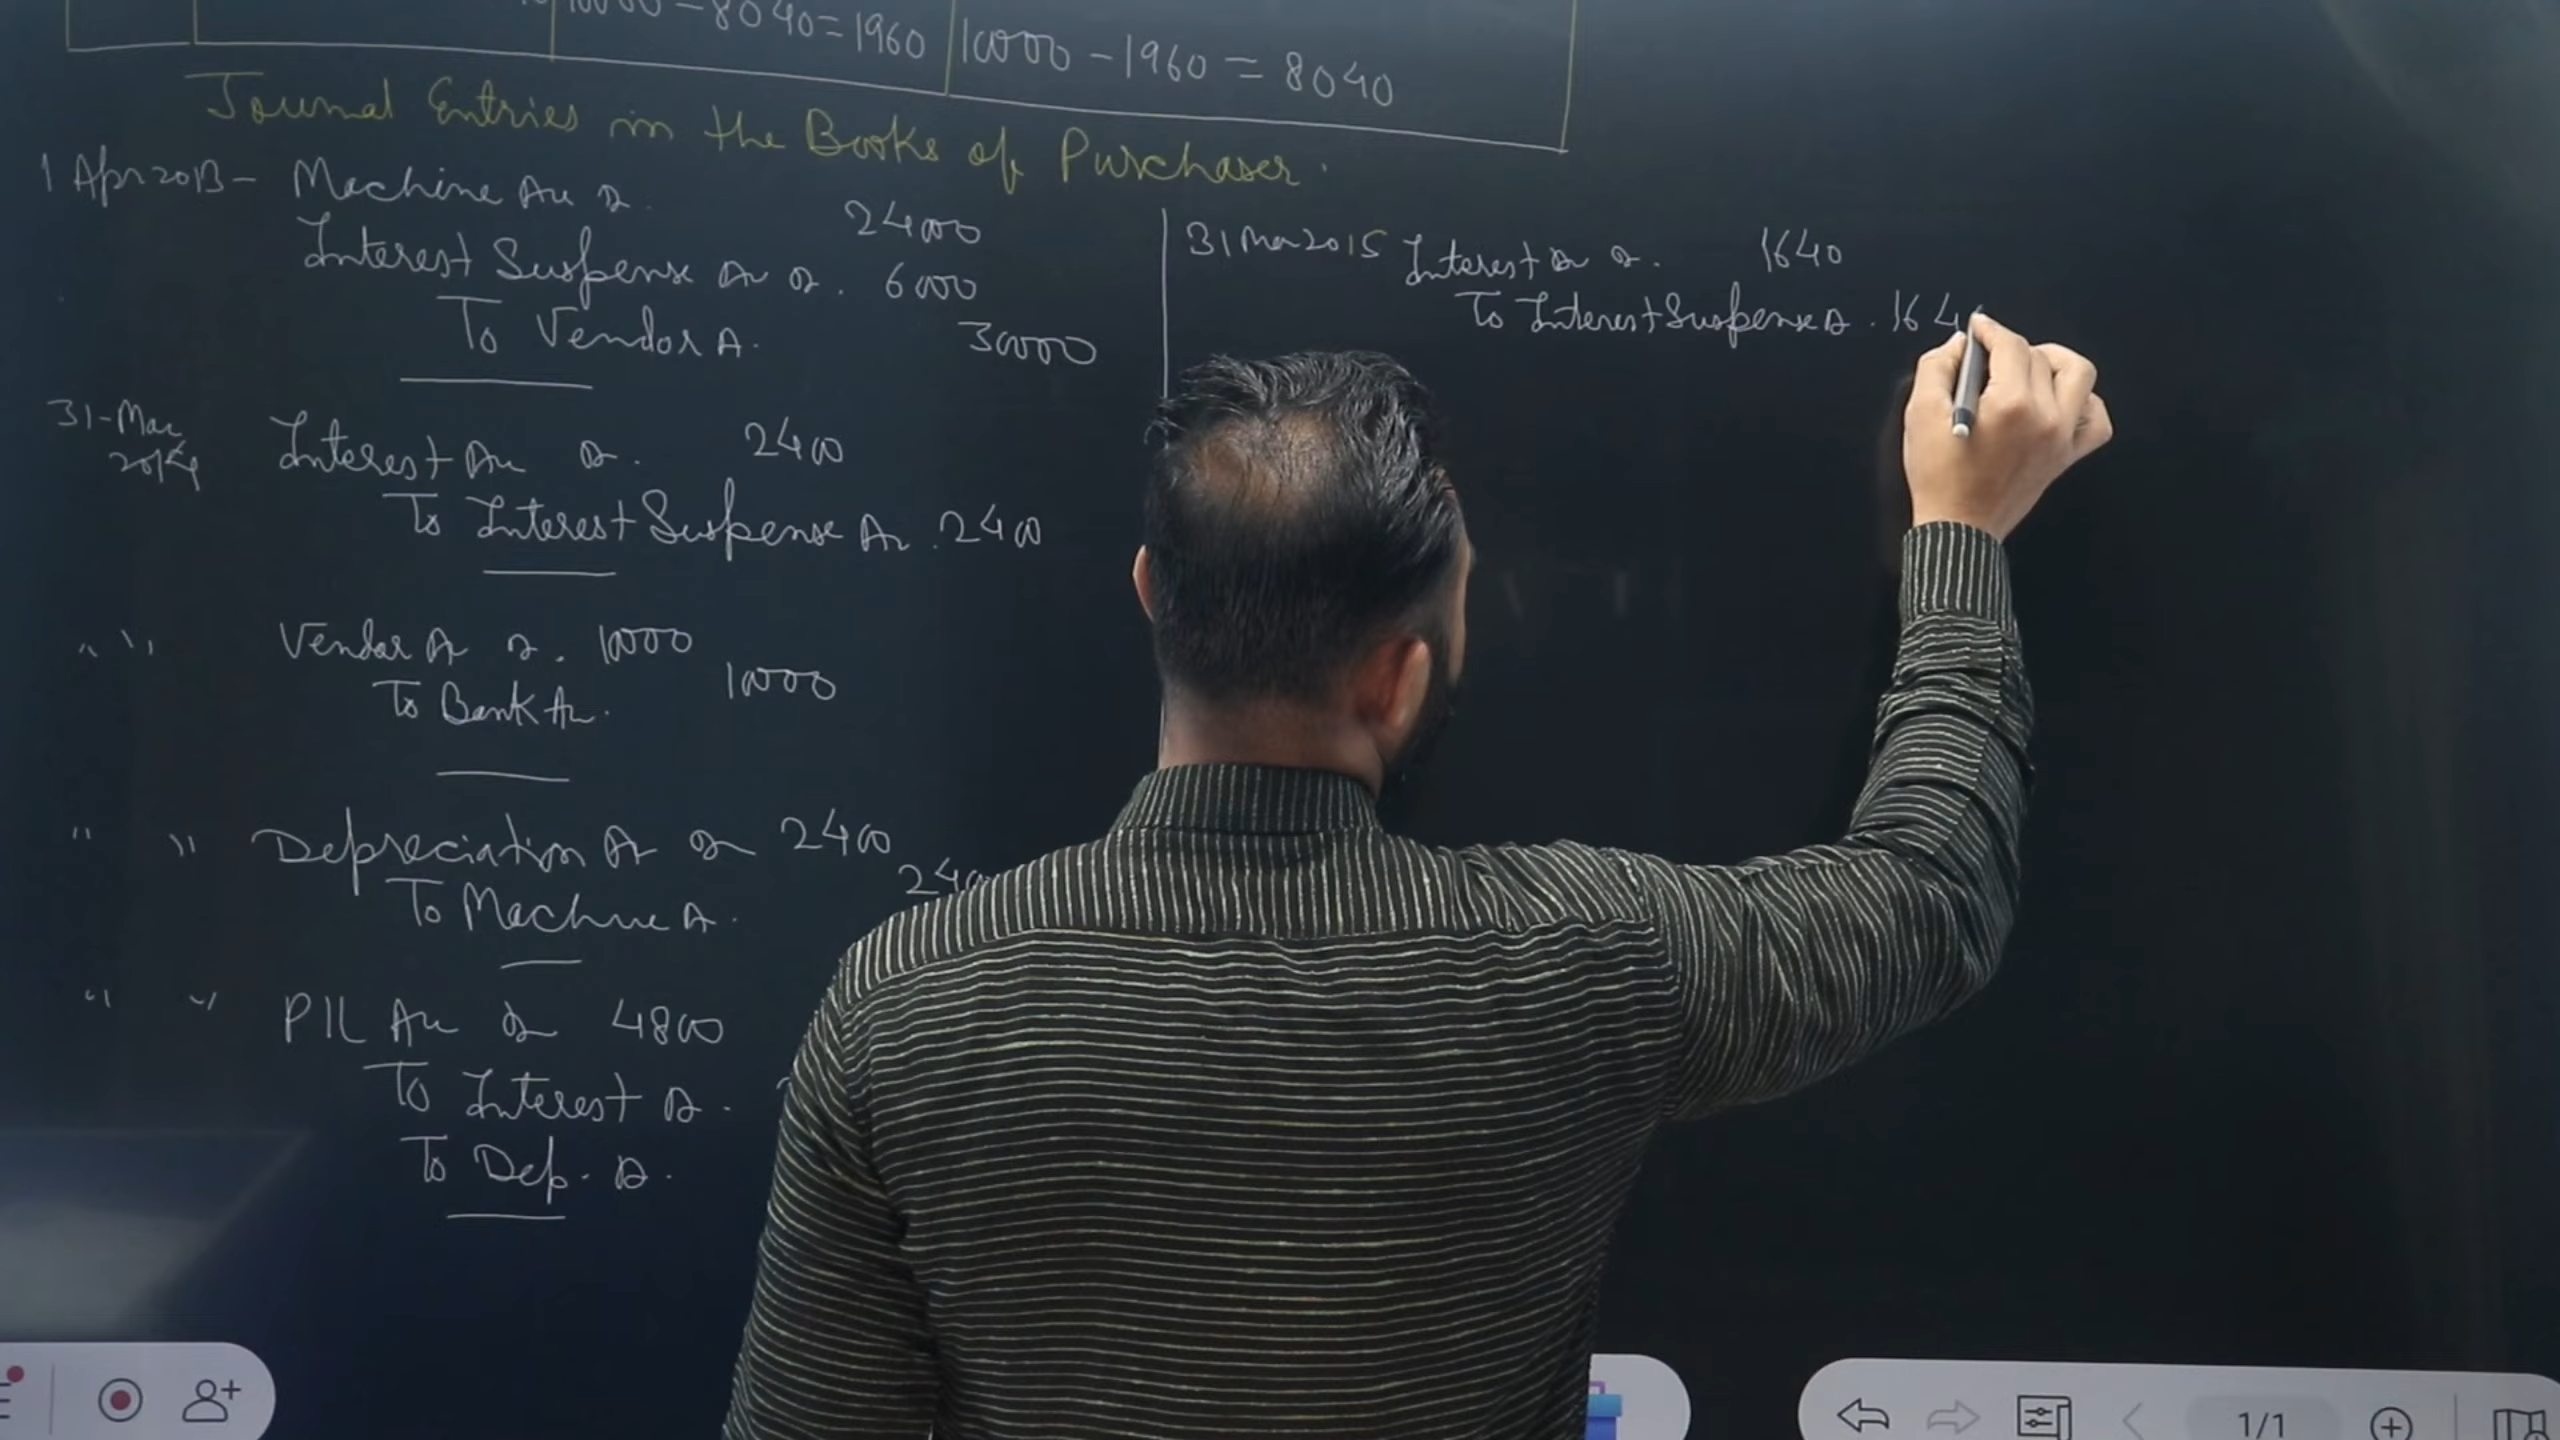 10000 - 8040 = 1960
10000 - 1960 = 8040
Journal Entries in the Books of Purchaser.
1 Apr 2013 - Machine A/c Dr. 24000
Interest Suspense A/c Dr. 6000
To Vendor A/c. 30000
31-Mar 2014 Interest A/c Dr. 2400
To Interest Suspense A/c. 2400
" " Vendor A/c Dr. 10000
To Bank A/c. 10000
" " Depreciation A/c Dr 2400
To Machine A/c. 2400
" " P/L A/c Dr 4800
To Interest A/c.
To Dep. A/c.
31 Mar 2015 Interest A/c Dr. 1640
To Interest Suspense A/c. 164
1/1